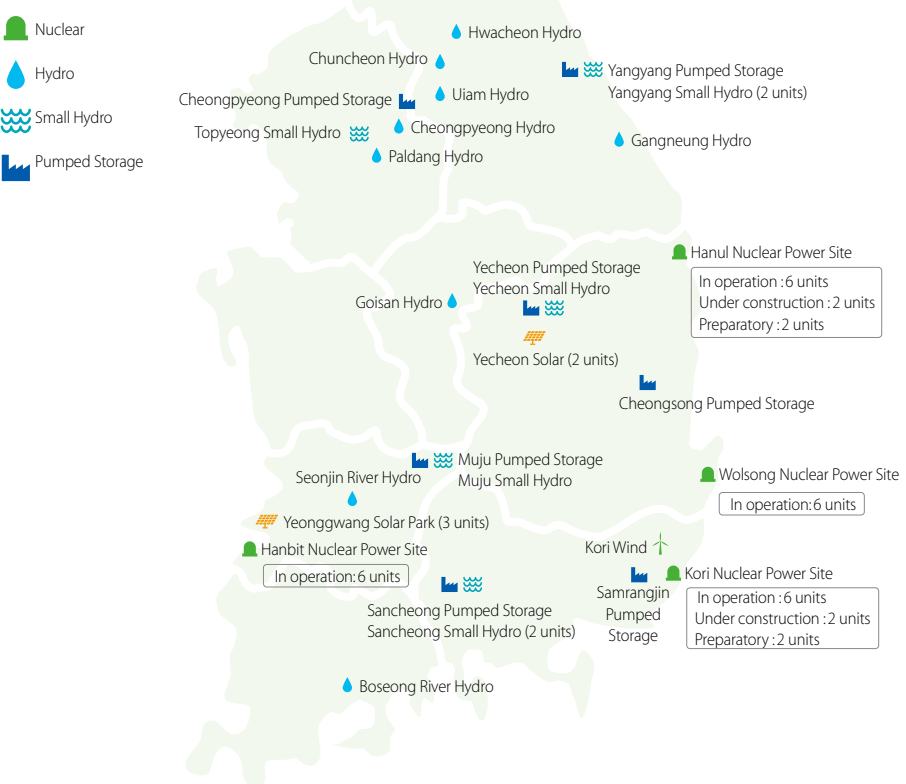 Nuclear
Hydro
Small Hydro
Pumped Storage
Hwacheon Hydro
Chuncheon Hydro
Yangyang Pumped Storage
Yangyang Small Hydro (2 units)
Uiam Hydro
Cheongpyeong Pumped Storage
Cheongpyeong Hydro
Topyeong Small Hydro
Gangneung Hydro
Paldang Hydro
Hanul Nuclear Power Site
In operation : 6 units
Under construction : 2 units
Preparatory : 2 units
Yecheon Pumped Storage
Yecheon Small Hydro
Goisan Hydro
Yecheon Solar (2 units)
Cheongsong Pumped Storage
Muju Pumped Storage
Muju Small Hydro
Seonjin River Hydro
Wolsong Nuclear Power Site
In operation: 6 units
Yeonggwang Solar Park (3 units)
Hanbit Nuclear Power Site
In operation: 6 units
Kori Wind
Kori Nuclear Power Site
In operation : 6 units
Under construction : 2 units
Preparatory : 2 units
Samrangjin
Pumped
Storage
Sancheong Pumped Storage
Sancheong Small Hydro (2 units)
Boseong River Hydro